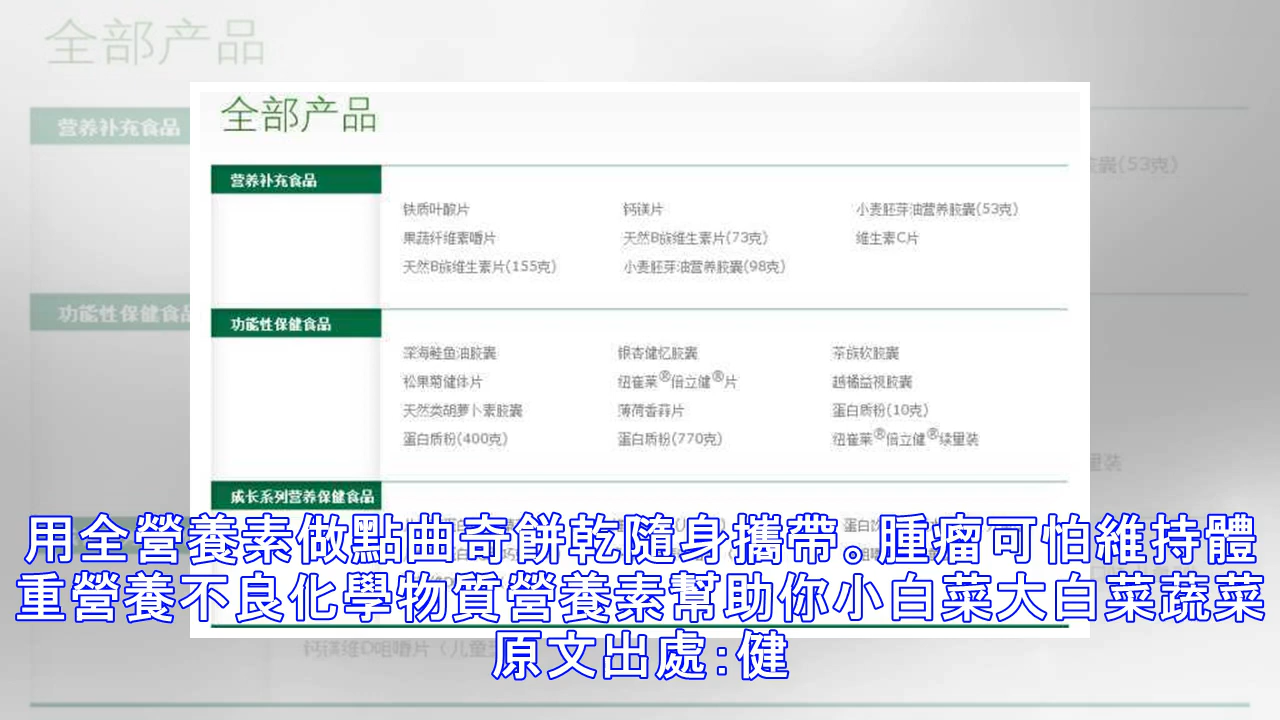 全部产品
营养补充食品
铁质叶酸片 钙镁片 小麦胚芽油营养胶囊(53克)
果蔬纤维素嚼片 天然B族维生素片(73克) 维生素C片
天然B族维生素片(155克) 小麦胚芽油营养胶囊(98克)
功能性保健食品
深海鲑鱼油胶囊 银杏健忆胶囊 茶族软胶囊
松果菊健体片 纽崔莱®倍立健®片 越橘益视胶囊
天然类胡萝卜素胶囊 薄荷香蒜片 蛋白质粉(10克)
蛋白质粉(400克) 蛋白质粉(770克) 纽崔莱®倍立健®续量装
成长系列营养保健食品
用全營養素做點曲奇餅乾隨身攜帶。腫瘤可怕維持體
重營養不良化學物質營養素幫助你小白菜大白菜蔬菜
原文出處:健